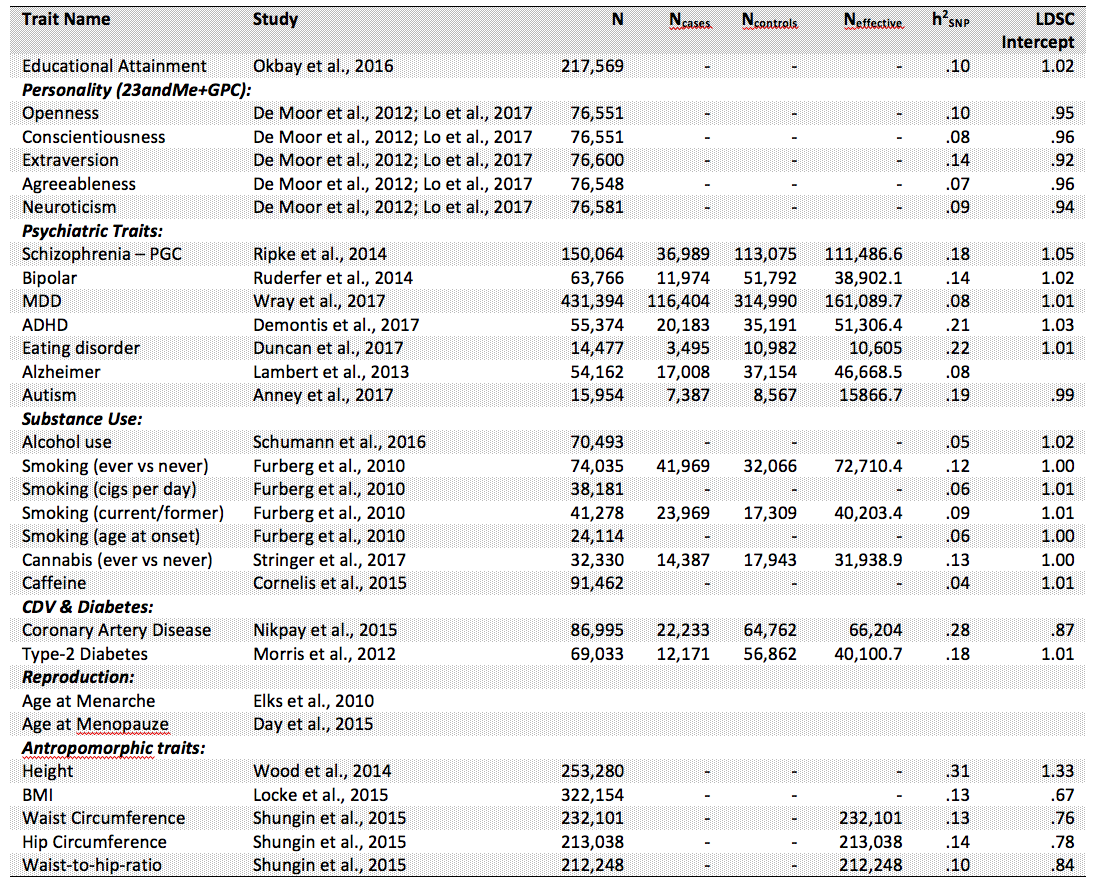 Trait Name Study N Ncases Ncontrols Neffective h²SNP LDSC
Intercept
Educational Attainment Okbay et al., 2016 217,569 - - - .10 1.02
Personality (23andMe+GPC):
Openness De Moor et al., 2012; Lo et al., 2017 76,551 - - - .10 .95
Conscientiousness De Moor et al., 2012; Lo et al., 2017 76,551 - - - .08 .96
Extraversion De Moor et al., 2012; Lo et al., 2017 76,600 - - - .14 .92
Agreeableness De Moor et al., 2012; Lo et al., 2017 76,548 - - - .07 .96
Neuroticism De Moor et al., 2012; Lo et al., 2017 76,581 - - - .09 .94
Psychiatric Traits:
Schizophrenia – PGC Ripke et al., 2014 150,064 36,989 113,075 111,486.6 .18 1.05
Bipolar Ruderfer et al., 2014 63,766 11,974 51,792 38,902.1 .14 1.02
MDD Wray et al., 2017 431,394 116,404 314,990 161,089.7 .08 1.01
ADHD Demontis et al., 2017 55,374 20,183 35,191 51,306.4 .21 1.03
Eating disorder Duncan et al., 2017 14,477 3,495 10,982 10,605 .22 1.01
Alzheimer Lambert et al., 2013 54,162 17,008 37,154 46,668.5 .08
Autism Anney et al., 2017 15,954 7,387 8,567 15866.7 .19 .99
Substance Use:
Alcohol use Schumann et al., 2016 70,493 - - - .05 1.02
Smoking (ever vs never) Furberg et al., 2010 74,035 41,969 32,066 72,710.4 .12 1.00
Smoking (cigs per day) Furberg et al., 2010 38,181 - - - .06 1.01
Smoking (current/former) Furberg et al., 2010 41,278 23,969 17,309 40,203.4 .09 1.01
Smoking (age at onset) Furberg et al., 2010 24,114 - - - .06 1.00
Cannabis (ever vs never) Stringer et al., 2017 32,330 14,387 17,943 31,938.9 .13 1.00
Caffeine Cornelis et al., 2015 91,462 - - - .04 1.01
CDV & Diabetes:
Coronary Artery Disease Nikpay et al., 2015 86,995 22,233 64,762 66,204 .28 .87
Type-2 Diabetes Morris et al., 2012 69,033 12,171 56,862 40,100.7 .18 1.01
Reproduction:
Age at Menarche Elks et al., 2010
Age at Menopauze Day et al., 2015
Antropomorphic traits:
Height Wood et al., 2014 253,280 - - - .31 1.33
BMI Locke et al., 2015 322,154 - - - .13 .67
Waist Circumference Shungin et al., 2015 232,101 - - 232,101 .13 .76
Hip Circumference Shungin et al., 2015 213,038 - - 213,038 .14 .78
Waist-to-hip-ratio Shungin et al., 2015 212,248 - - 212,248 .10 .84